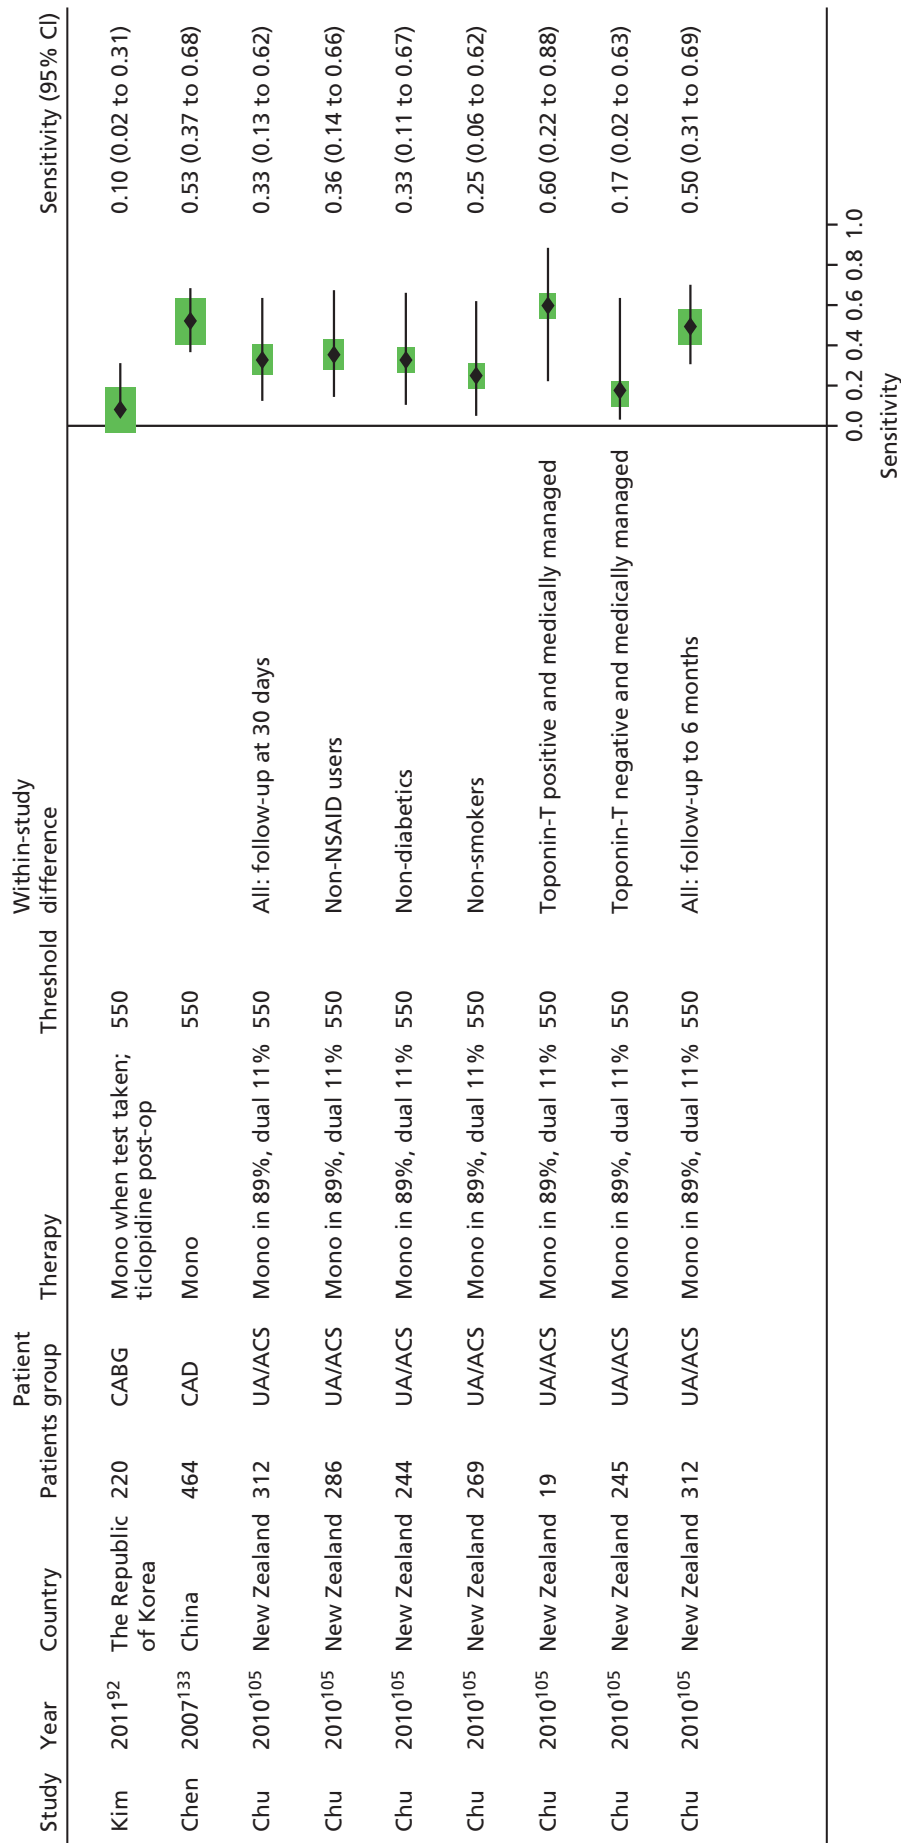 Study Year Country Patients Patient group Therapy Threshold Within-study difference Sensitivity (95% CI)
Kim 201192 The Republic of Korea 220 CABG Mono when test taken; ticlopidine post-op 550 0.10 (0.02 to 0.31)
Chen 2007133 China 464 CAD Mono 550 0.53 (0.37 to 0.68)
Chu 2010105 New Zealand 312 UA/ACS Mono in 89%, dual 11% 550 All: follow-up at 30 days 0.33 (0.13 to 0.62)
Chu 2010105 New Zealand 286 UA/ACS Mono in 89%, dual 11% 550 Non-NSAID users 0.36 (0.14 to 0.66)
Chu 2010105 New Zealand 244 UA/ACS Mono in 89%, dual 11% 550 Non-diabetics 0.33 (0.11 to 0.67)
Chu 2010105 New Zealand 269 UA/ACS Mono in 89%, dual 11% 550 Non-smokers 0.25 (0.06 to 0.62)
Chu 2010105 New Zealand 19 UA/ACS Mono in 89%, dual 11% 550 Toponin-T positive and medically managed 0.60 (0.22 to 0.88)
Chu 2010105 New Zealand 245 UA/ACS Mono in 89%, dual 11% 550 Toponin-T negative and medically managed 0.17 (0.02 to 0.63)
Chu 2010105 New Zealand 312 UA/ACS Mono in 89%, dual 11% 550 All: follow-up to 6 months 0.50 (0.31 to 0.69)
0.0 0.2 0.4 0.6 0.8 1.0
Sensitivity